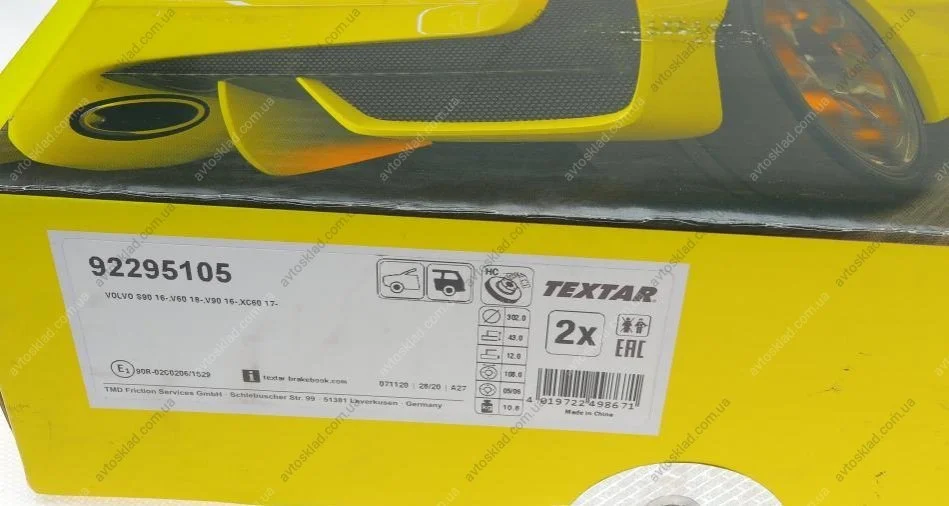 92295105
VOLVO S90 16-,V60 18-,V90 16-,XC60 17-
HC
TEXTAR
302.0
43.0
12.0
108.0
05/06
10.8
2x
EAC
E1 90R-02C0206/1529
i textar brakebook.com
071120 | 28/20 | A27
TMD Friction Services GmbH · Schlebuscher Str. 99 · 51381 Leverkusen · Germany
4 019722 498671
Made in China
avtosklad.com.ua